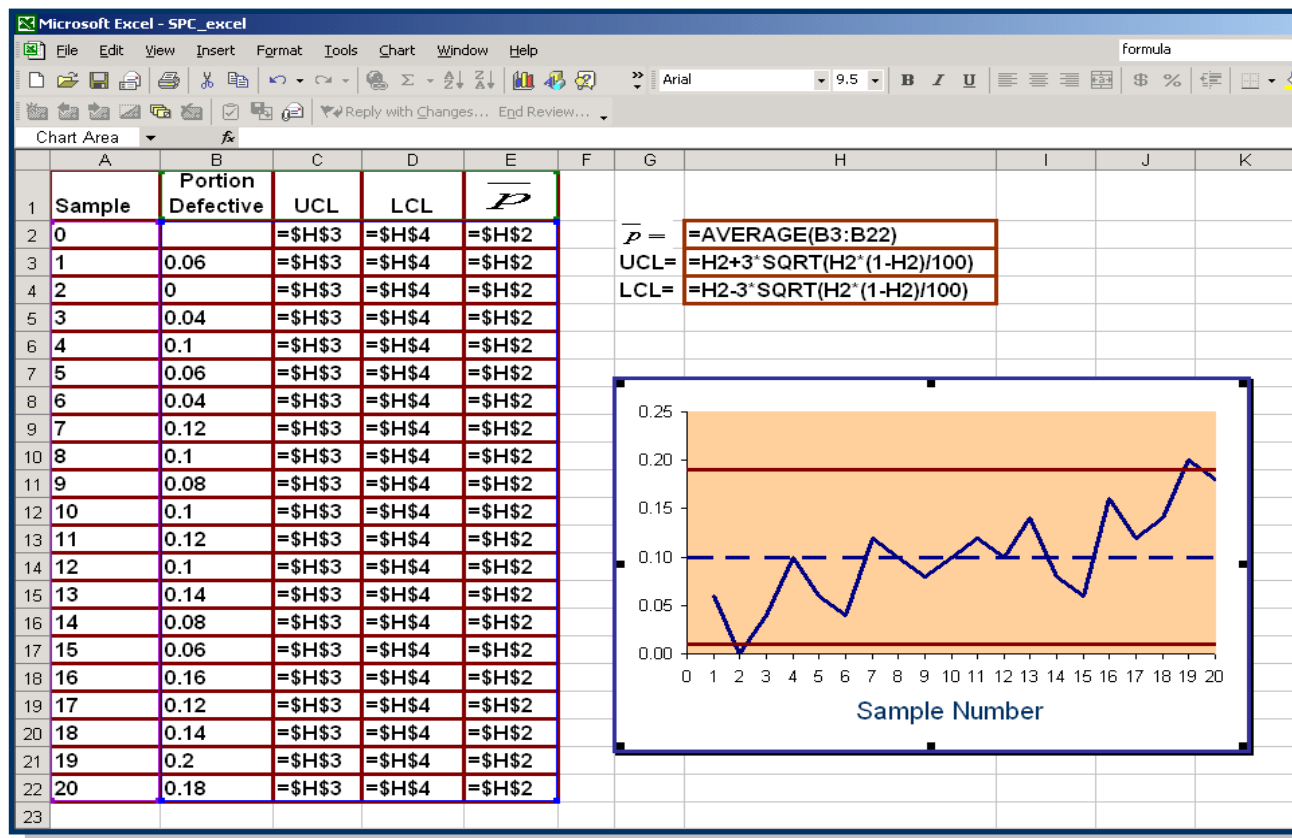 Microsoft Excel - SPC_excel
File Edit View Insert Format Tools Chart Window Help formula
Arial 9.5 B I U $ %
Reply with Changes... End Review...
Chart Area fx
A B C D E F G H I J K
1 Sample Portion Defective UCL LCL p
2 0 =$H$3 =$H$4 =$H$2 p = =AVERAGE(B3:B22)
3 1 0.06 =$H$3 =$H$4 =$H$2 UCL= =H2+3*SQRT(H2*(1-H2)/100)
4 2 0 =$H$3 =$H$4 =$H$2 LCL= =H2-3*SQRT(H2*(1-H2)/100)
5 3 0.04 =$H$3 =$H$4 =$H$2
6 4 0.1 =$H$3 =$H$4 =$H$2
7 5 0.06 =$H$3 =$H$4 =$H$2
8 6 0.04 =$H$3 =$H$4 =$H$2
9 7 0.12 =$H$3 =$H$4 =$H$2
10 8 0.1 =$H$3 =$H$4 =$H$2
11 9 0.08 =$H$3 =$H$4 =$H$2
12 10 0.1 =$H$3 =$H$4 =$H$2
13 11 0.12 =$H$3 =$H$4 =$H$2
14 12 0.1 =$H$3 =$H$4 =$H$2
15 13 0.14 =$H$3 =$H$4 =$H$2
16 14 0.08 =$H$3 =$H$4 =$H$2
17 15 0.06 =$H$3 =$H$4 =$H$2
18 16 0.16 =$H$3 =$H$4 =$H$2
19 17 0.12 =$H$3 =$H$4 =$H$2
20 18 0.14 =$H$3 =$H$4 =$H$2
21 19 0.2 =$H$3 =$H$4 =$H$2
22 20 0.18 =$H$3 =$H$4 =$H$2
23
0.25
0.20
0.15
0.10
0.05
0.00
0 1 2 3 4 5 6 7 8 9 10 11 12 13 14 15 16 17 18 19 20
Sample Number